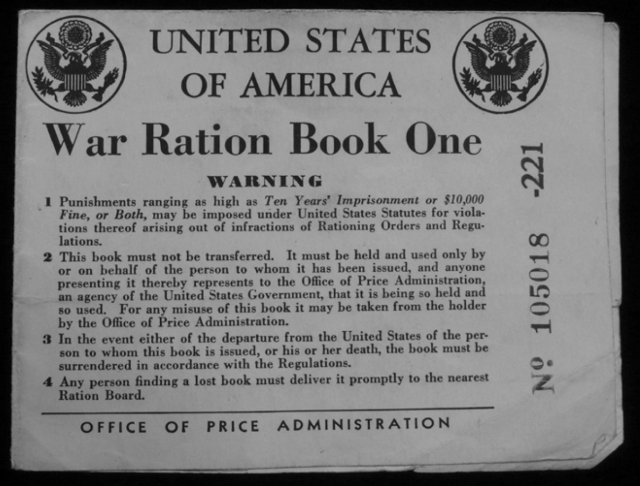 UNITED STATES
OF AMERICA
War Ration Book One
WARNING
1 Punishments ranging as high as Ten Years' Imprisonment or $10,000
Fine, or Both, may be imposed under United States Statutes for viola-
tions thereof arising out of infractions of Rationing Orders and Regu-
lations.
2 This book must not be transferred. It must be held and used only by
or on behalf of the person to whom it has been issued, and anyone
presenting it thereby represents to the Office of Price Administration,
an agency of the United States Government, that it is being so held and
so used. For any misuse of this book it may be taken from the holder
by the Office of Price Administration.
3 In the event either of the departure from the United States of the per-
son to whom this book is issued, or his or her death, the book must be
surrendered in accordance with the Regulations.
4 Any person finding a lost book must deliver it promptly to the nearest
Ration Board.
OFFICE OF PRICE ADMINISTRATION
No 105018 -221